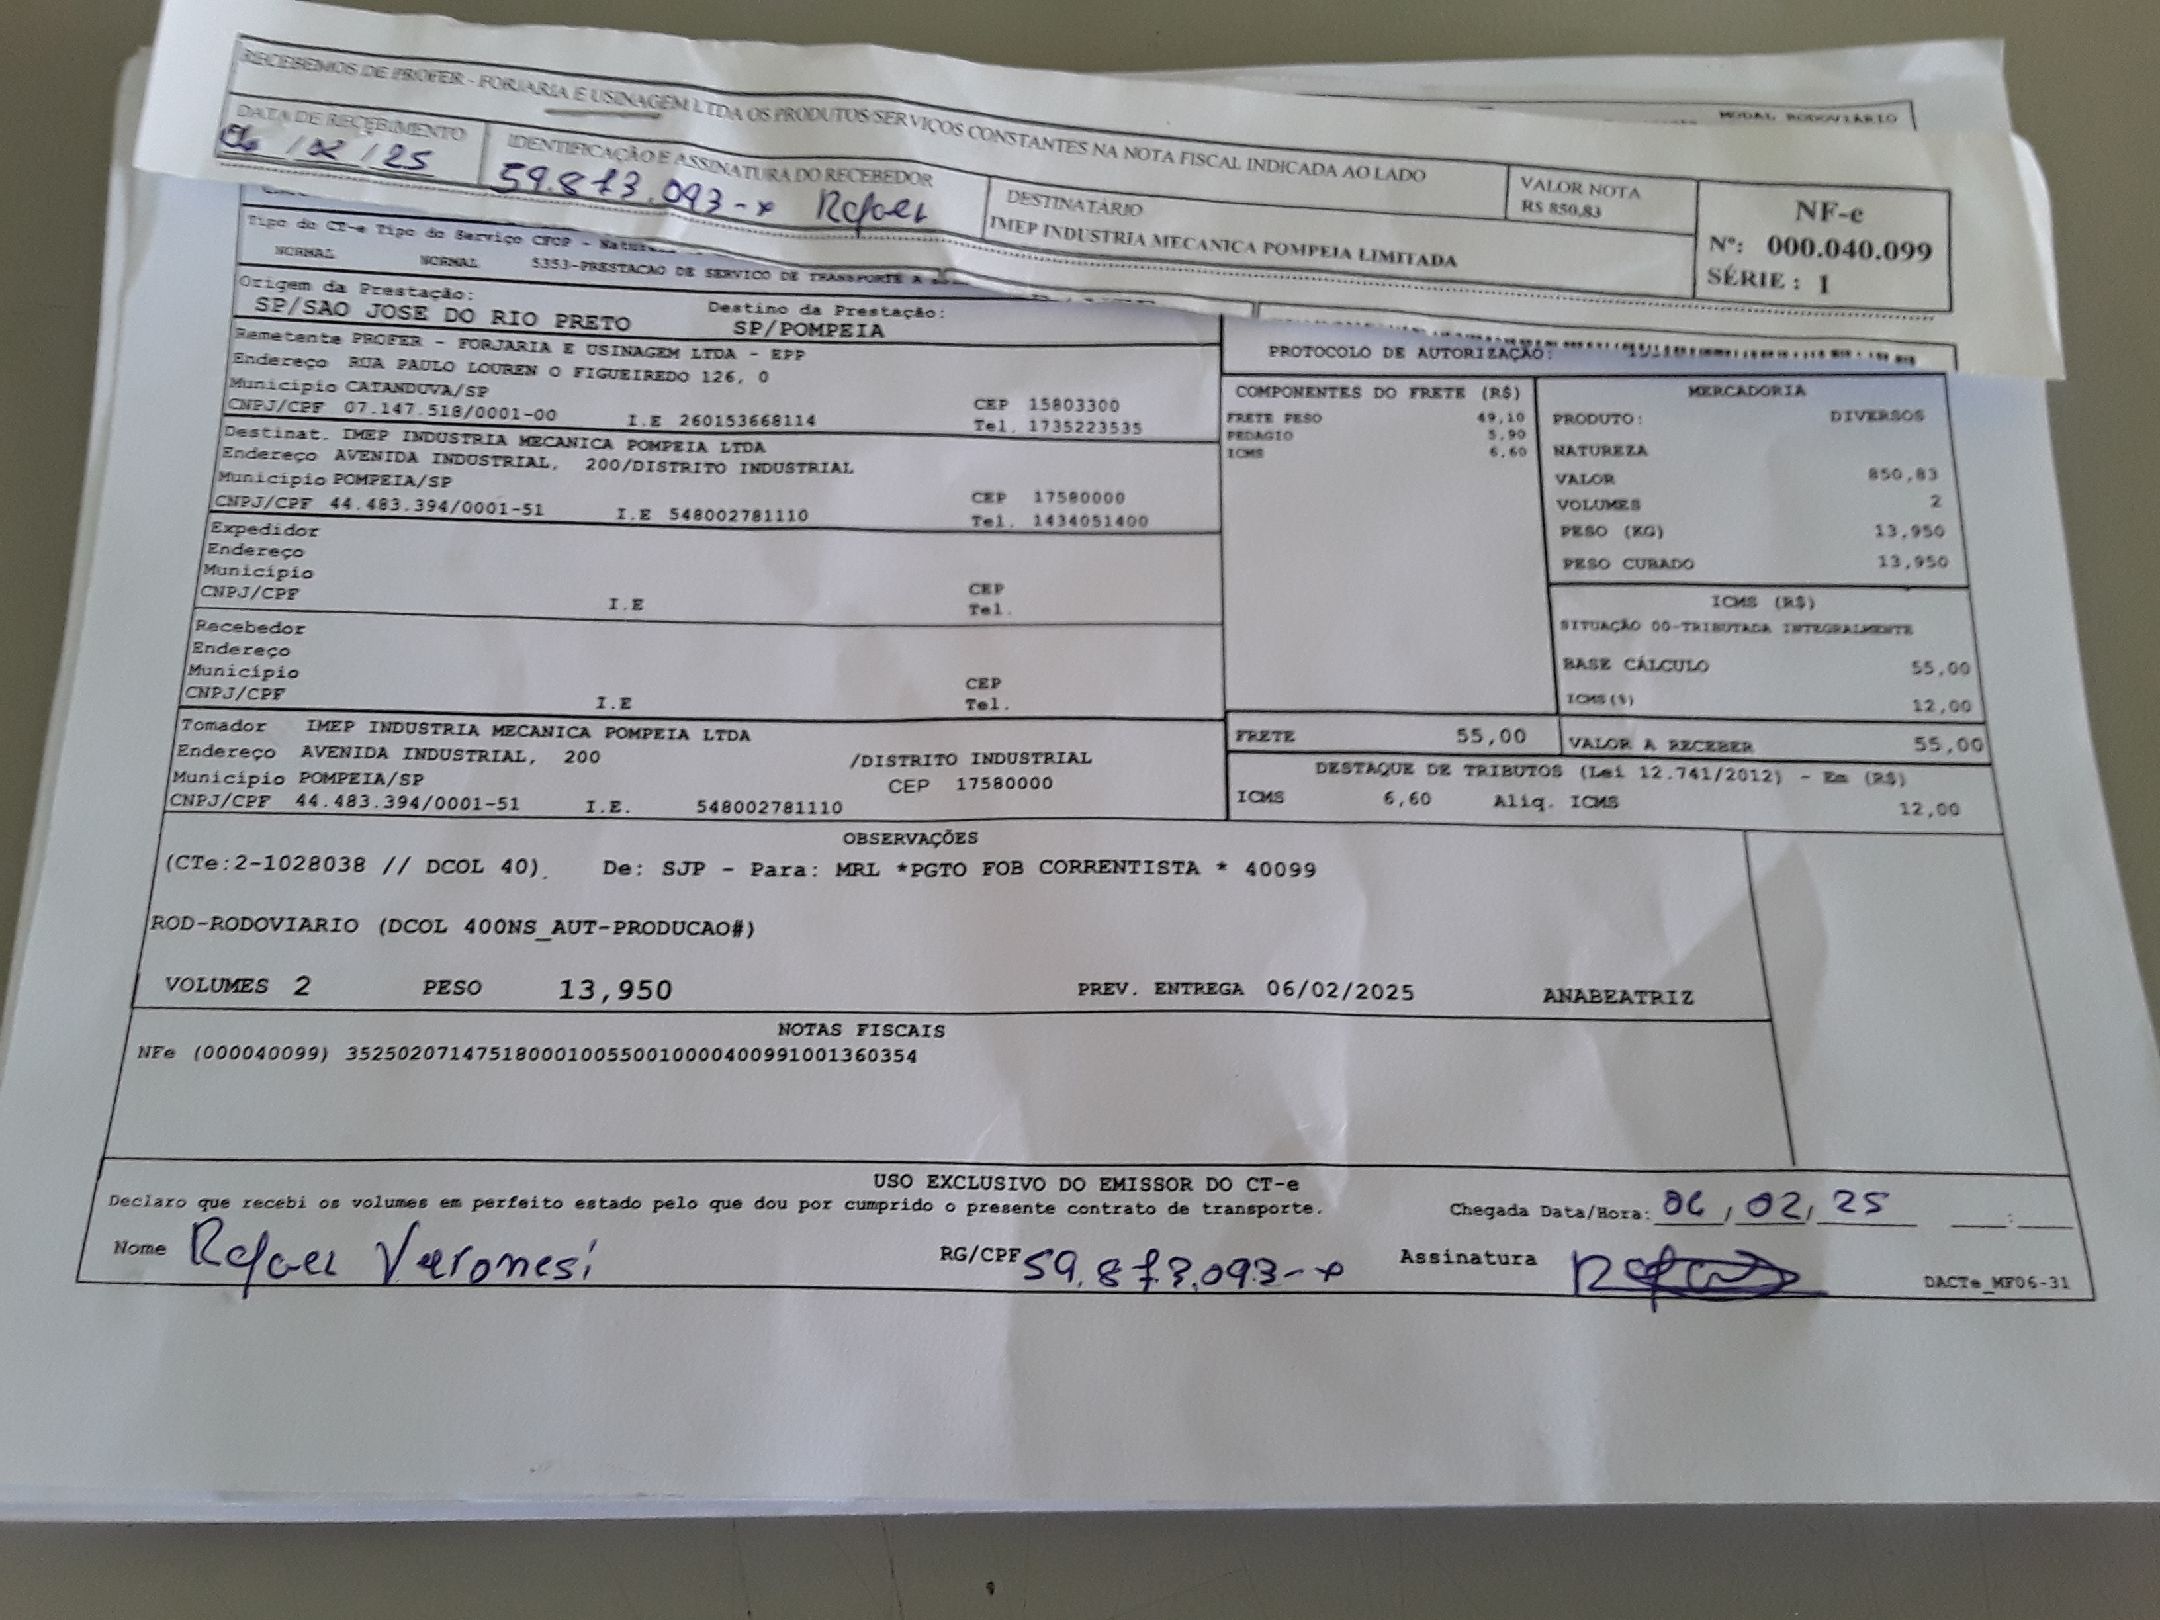 MODAL RODOVIÁRIO
RECEBEMOS DE PROFER - FORJARIA E USINAGEM LTDA OS PRODUTOS/SERVIÇOS CONSTANTES NA NOTA FISCAL INDICADA AO LADO
VALOR NOTA
R$ 850,83
DATA DE RECEBIMENTO
06/02/25
IDENTIFICAÇÃO E ASSINATURA DO RECEBEDOR
59.873.093-x Rafael
DESTINATÁRIO
IMEP INDUSTRIA MECANICA POMPEIA LIMITADA
NF-e
Nº: 000.040.099
SÉRIE: 1
Tipo do CT-e Tipo do Serviço CFOP -
NORMAL NORMAL 5353-PRESTACAO DE SERVICO DE TRANSPORTE A
Origem da Prestação: Destino da Prestação:
SP/SAO JOSE DO RIO PRETO SP/POMPEIA
Remetente PROFER - FORJARIA E USINAGEM LTDA - EPP
Endereço RUA PAULO LOUREN O FIGUEIREDO 126, 0
Município CATANDUVA/SP CEP 15803300
CNPJ/CPF 07.147.518/0001-00 I.E 260153668114 Tel. 1735223535
Destinat. IMEP INDUSTRIA MECANICA POMPEIA LTDA
Endereço AVENIDA INDUSTRIAL, 200/DISTRITO INDUSTRIAL
Município POMPEIA/SP CEP 17580000
CNPJ/CPF 44.483.394/0001-51 I.E 548002781110 Tel. 1434051400
Expedidor
Endereço
Município CEP
CNPJ/CPF I.E Tel.
Recebedor
Endereço
Município CEP
CNPJ/CPF I.E Tel.
Tomador IMEP INDUSTRIA MECANICA POMPEIA LTDA
Endereço AVENIDA INDUSTRIAL, 200 /DISTRITO INDUSTRIAL
Município POMPEIA/SP CEP 17580000
CNPJ/CPF 44.483.394/0001-51 I.E. 548002781110
PROTOCOLO DE AUTORIZAÇÃO:
COMPONENTES DO FRETE (R$)
FRETE PESO 49,10
PEDAGIO 5,90
ICMS 6,60
MERCADORIA
PRODUTO: DIVERSOS
NATUREZA
VALOR 850,83
VOLUMES 2
PESO (KG) 13,950
PESO CUBADO 13,950
ICMS (R$)
SITUAÇÃO 00-TRIBUTADA INTEGRALMENTE
BASE CÁLCULO 55,00
ICMS(%) 12,00
FRETE 55,00 VALOR A RECEBER 55,00
DESTAQUE DE TRIBUTOS (Lei 12.741/2012) - Em (R$)
ICMS 6,60 Aliq. ICMS 12,00
OBSERVAÇÕES
(CTe:2-1028038 // DCOL 40). De: SJP - Para: MRL *PGTO FOB CORRENTISTA * 40099
ROD-RODOVIARIO (DCOL 400NS_AUT-PRODUCAO#)
VOLUMES 2 PESO 13,950 PREV. ENTREGA 06/02/2025 ANABEATRIZ
NOTAS FISCAIS
NFe (000040099) 35250207147518000100550010000400991001360354
USO EXCLUSIVO DO EMISSOR DO CT-e
Declaro que recebi os volumes em perfeito estado pelo que dou por cumprido o presente contrato de transporte. Chegada Data/Hora: 06/02/25 __:__
Nome Rafael Veronesi RG/CPF 59.873.093-x Assinatura Rafael
DACTe_MF06-31